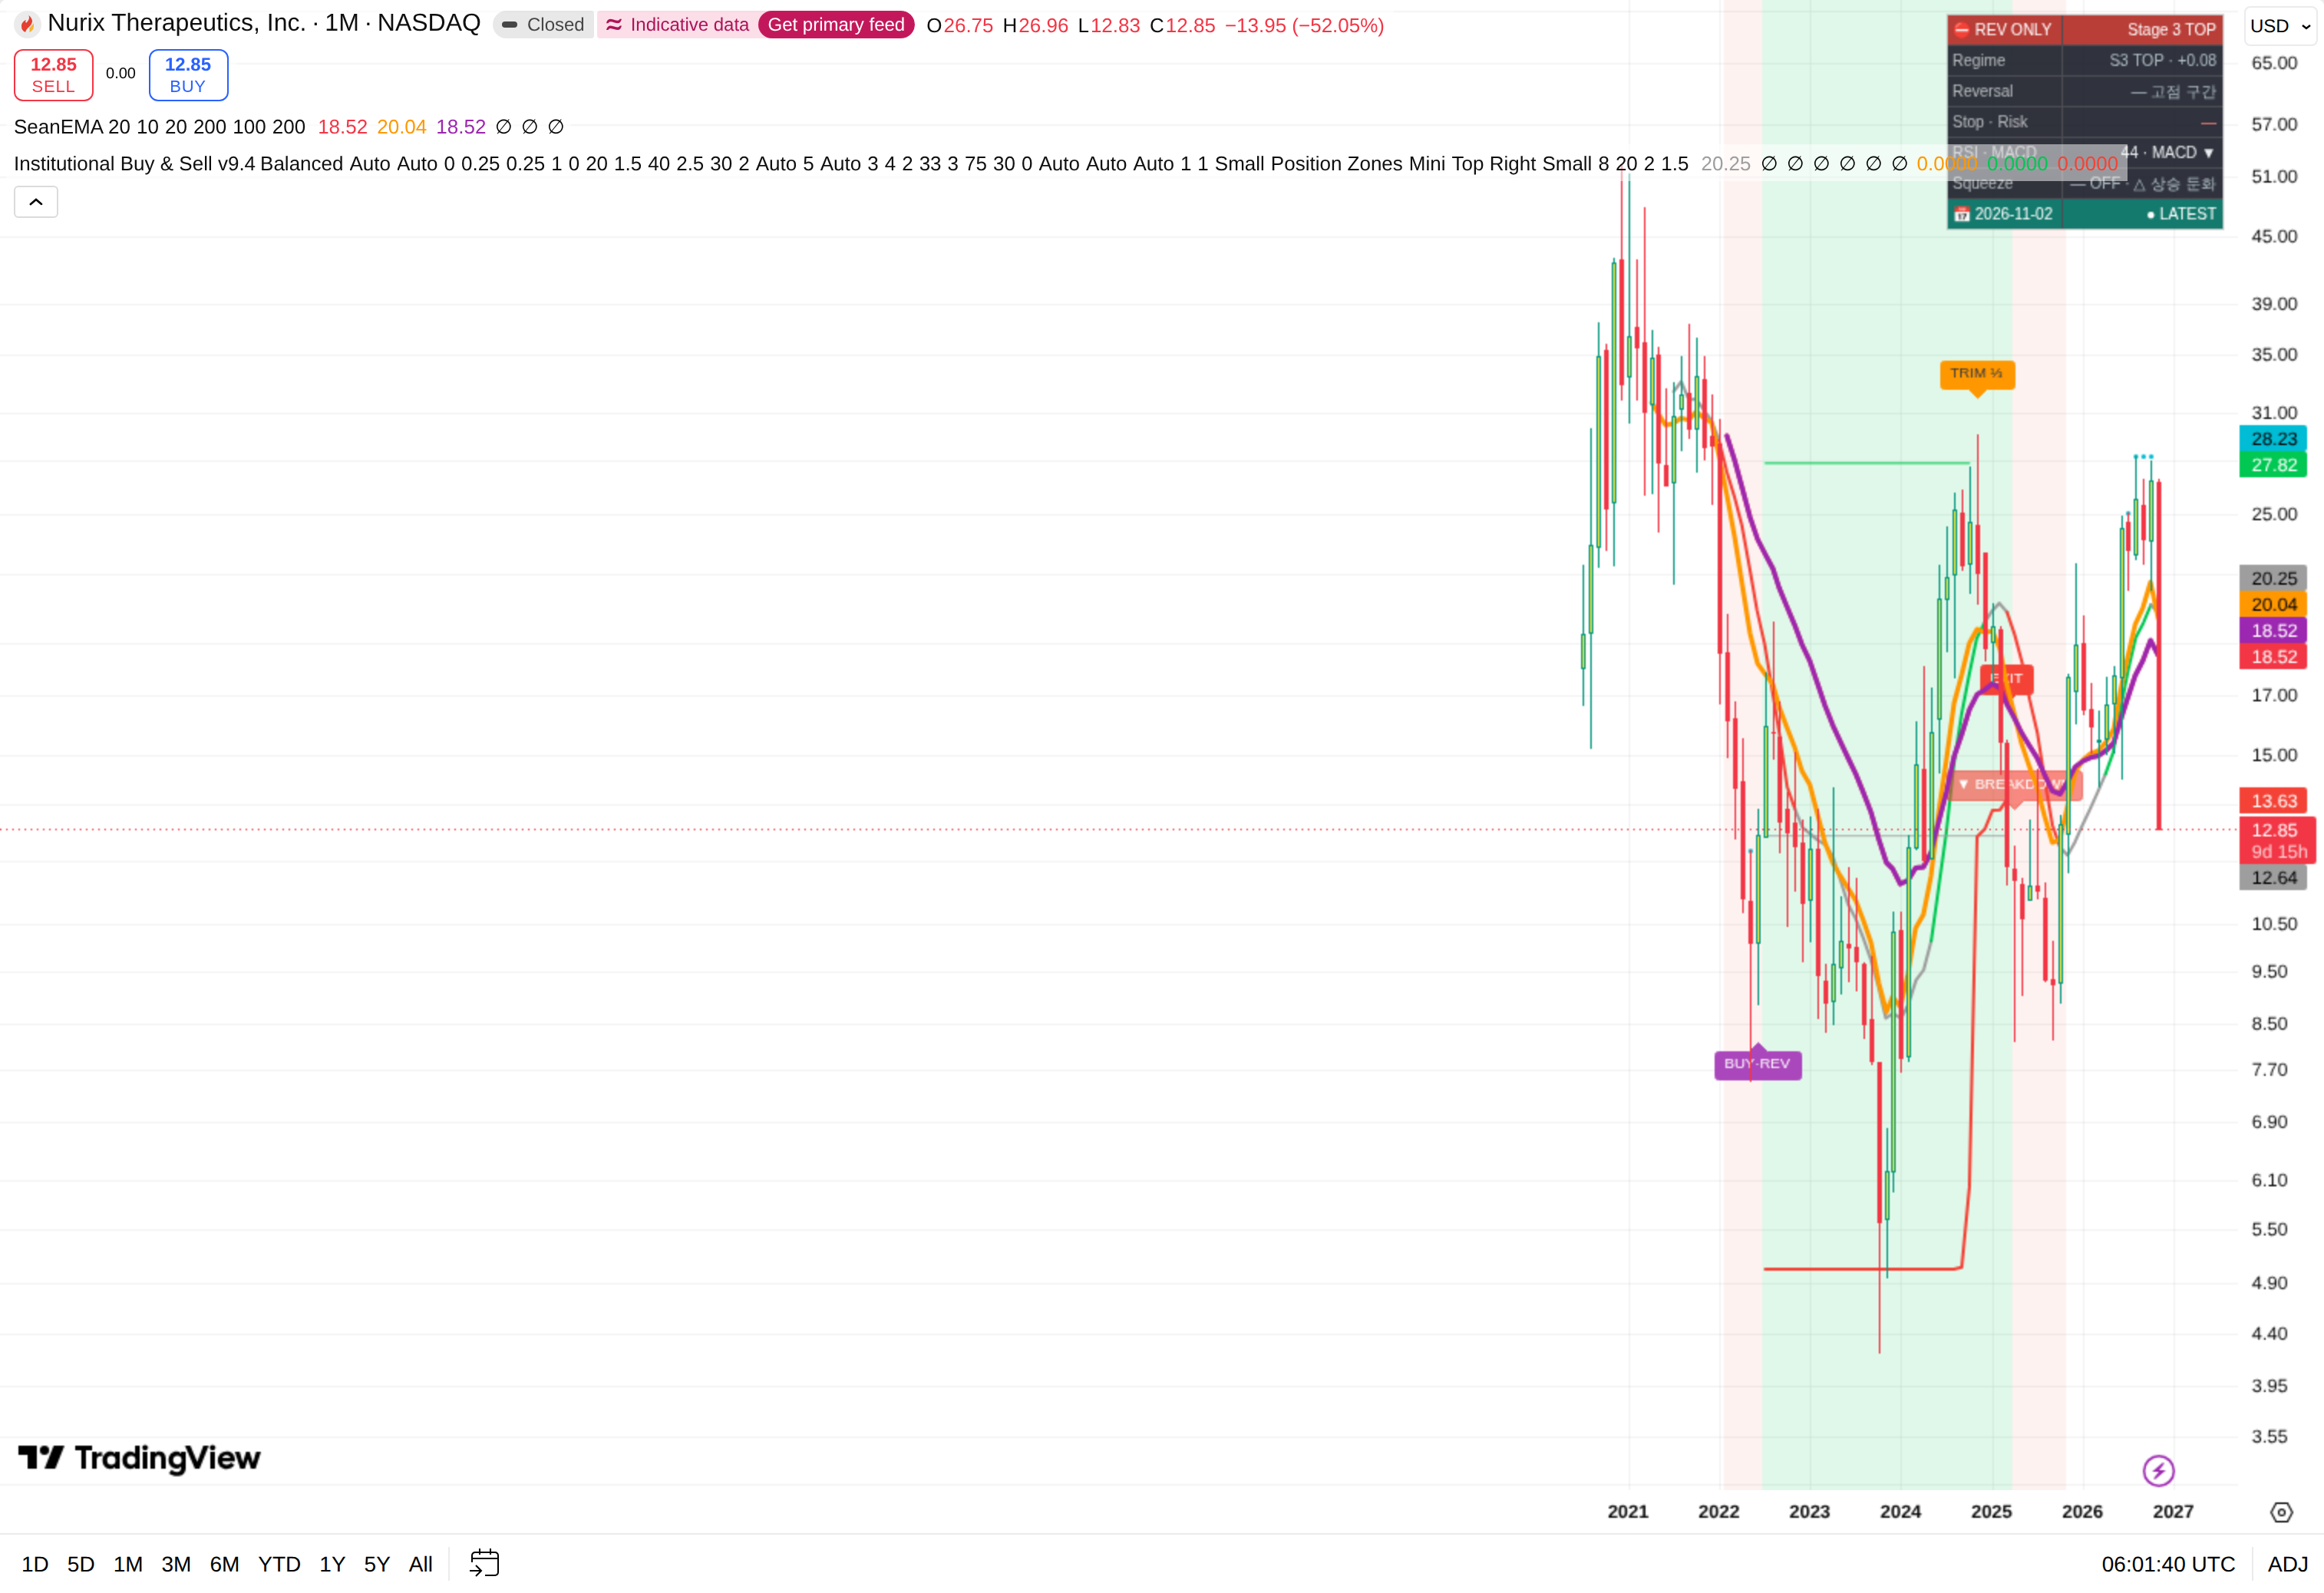 Nurix Therapeutics, Inc. · 1M · NASDAQ Closed Indicative data Get primary feed O26.75 H26.96 L12.83 C12.85 −13.95 (−52.05%)
12.85 SELL
0.00
12.85 BUY
SeanEMA 20 10 20 200 100 200 18.52 20.04 18.52 ∅ ∅ ∅
Institutional Buy & Sell v9.4 Balanced Auto Auto 0 0.25 0.25 1 0 20 1.5 40 2.5 30 2 Auto 5 Auto 3 4 2 33 3 75 30 0 Auto Auto Auto 1 1 Small Position Zones Mini Top Right Small 8 20 2 1.5 20.25 ∅ ∅ ∅ ∅ ∅ ∅ 0.0000 0.0000 0.0000
REV ONLY Stage 3 TOP
Regime S3 TOP · +0.08
Reversal — 고점 구간
Stop · Risk —
RSI · MACD 44 · MACD ▼
Squeeze — OFF · △ 상승 둔화
2026-11-02 ● LATEST
USD
65.00
57.00
51.00
45.00
39.00
35.00
31.00
28.23
27.82
25.00
20.25
20.04
18.52
18.52
17.00
15.00
13.63
12.85
9d 15h
12.64
10.50
9.50
8.50
7.70
6.90
6.10
5.50
4.90
4.40
3.95
3.55
TRIM ⅓
EXIT
▼ BREAKDOWN
BUY-REV
TradingView
2021 2022 2023 2024 2025 2026 2027
1D 5D 1M 3M 6M YTD 1Y 5Y All
06:01:40 UTC ADJ